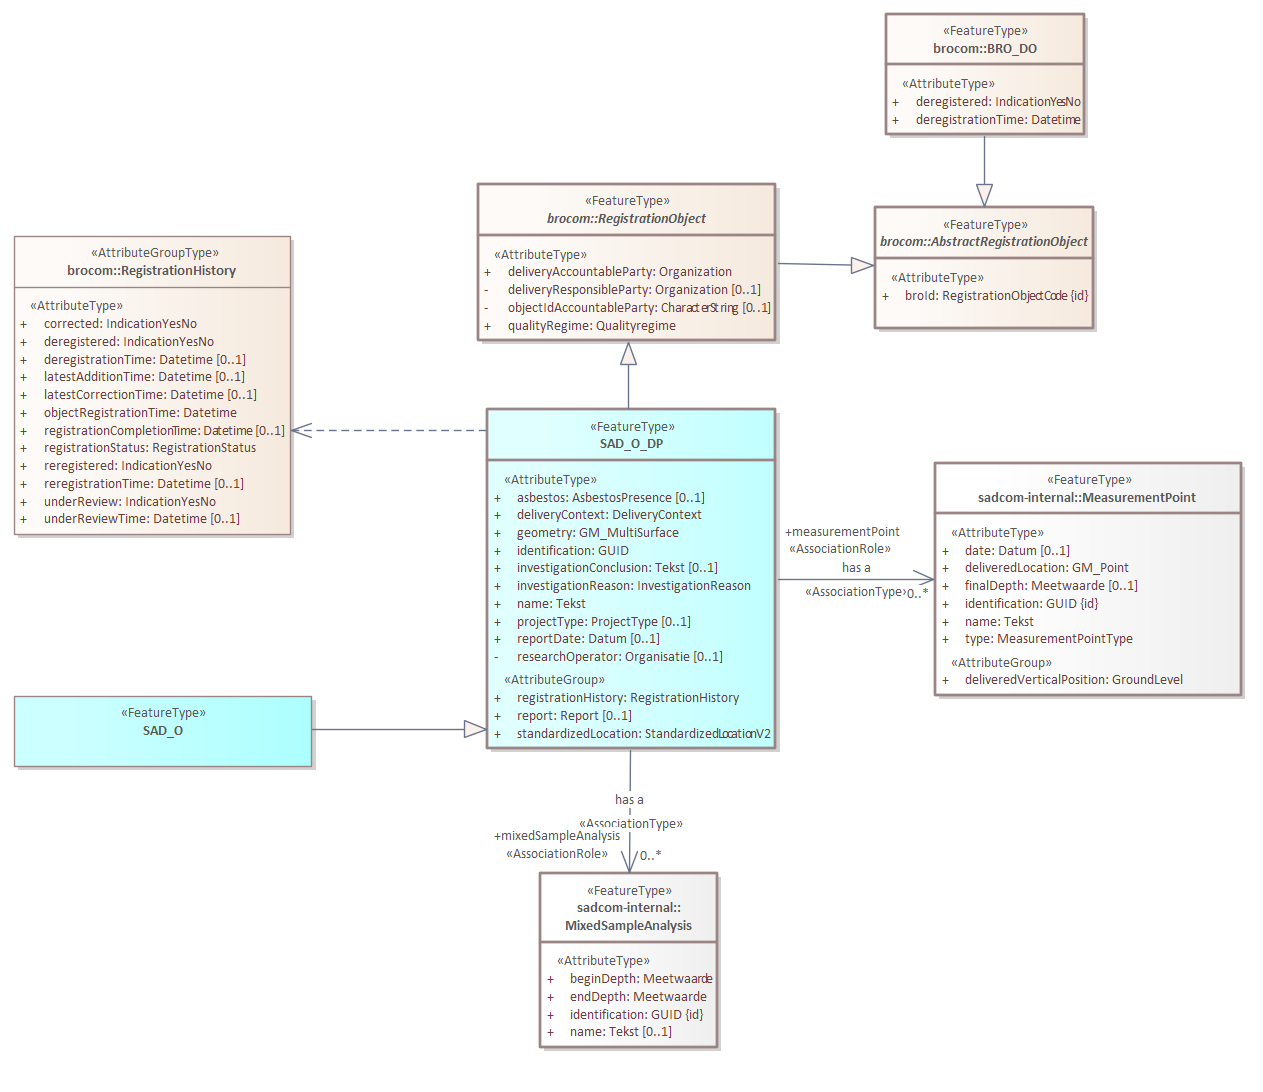 «FeatureType»
brocom::BRO_DO
«AttributeType»
+ deregistered: IndicationYesNo
+ deregistrationTime: Datetime
«FeatureType»
brocom::RegistrationObject
«AttributeType»
+ deliveryAccountableParty: Organization
- deliveryResponsibleParty: Organization [0..1]
- objectIdAccountableParty: CharacterString [0..1]
+ qualityRegime: Qualityregime
«FeatureType»
brocom::AbstractRegistrationObject
«AttributeType»
+ broId: RegistrationObjectCode {id}
«AttributeGroupType»
brocom::RegistrationHistory
«AttributeType»
+ corrected: IndicationYesNo
+ deregistered: IndicationYesNo
+ deregistrationTime: Datetime [0..1]
+ latestAdditionTime: Datetime [0..1]
+ latestCorrectionTime: Datetime [0..1]
+ objectRegistrationTime: Datetime
+ registrationCompletionTime: Datetime [0..1]
+ registrationStatus: RegistrationStatus
+ reregistered: IndicationYesNo
+ reregistrationTime: Datetime [0..1]
+ underReview: IndicationYesNo
+ underReviewTime: Datetime [0..1]
«FeatureType»
SAD_O_DP
«AttributeType»
+ asbestos: AsbestosPresence [0..1]
+ deliveryContext: DeliveryContext
+ geometry: GM_MultiSurface
+ identification: GUID
+ investigationConclusion: Tekst [0..1]
+ investigationReason: InvestigationReason
+ name: Tekst
+ projectType: ProjectType [0..1]
+ reportDate: Datum [0..1]
- researchOperator: Organisatie [0..1]
«AttributeGroup»
+ registrationHistory: RegistrationHistory
+ report: Report [0..1]
+ standardizedLocation: StandardizedLocationV2
+measurementPoint
«AssociationRole»
has a
«AssociationType»
0..*
«FeatureType»
sadcom-internal::MeasurementPoint
«AttributeType»
+ date: Datum [0..1]
+ deliveredLocation: GM_Point
+ finalDepth: Meetwaarde [0..1]
+ identification: GUID {id}
+ name: Tekst
+ type: MeasurementPointType
«AttributeGroup»
+ deliveredVerticalPosition: GroundLevel
«FeatureType»
SAD_O
has a
«AssociationType»
+mixedSampleAnalysis
«AssociationRole»
0..*
«FeatureType»
sadcom-internal::
MixedSampleAnalysis
«AttributeType»
+ beginDepth: Meetwaarde
+ endDepth: Meetwaarde
+ identification: GUID {id}
+ name: Tekst [0..1]